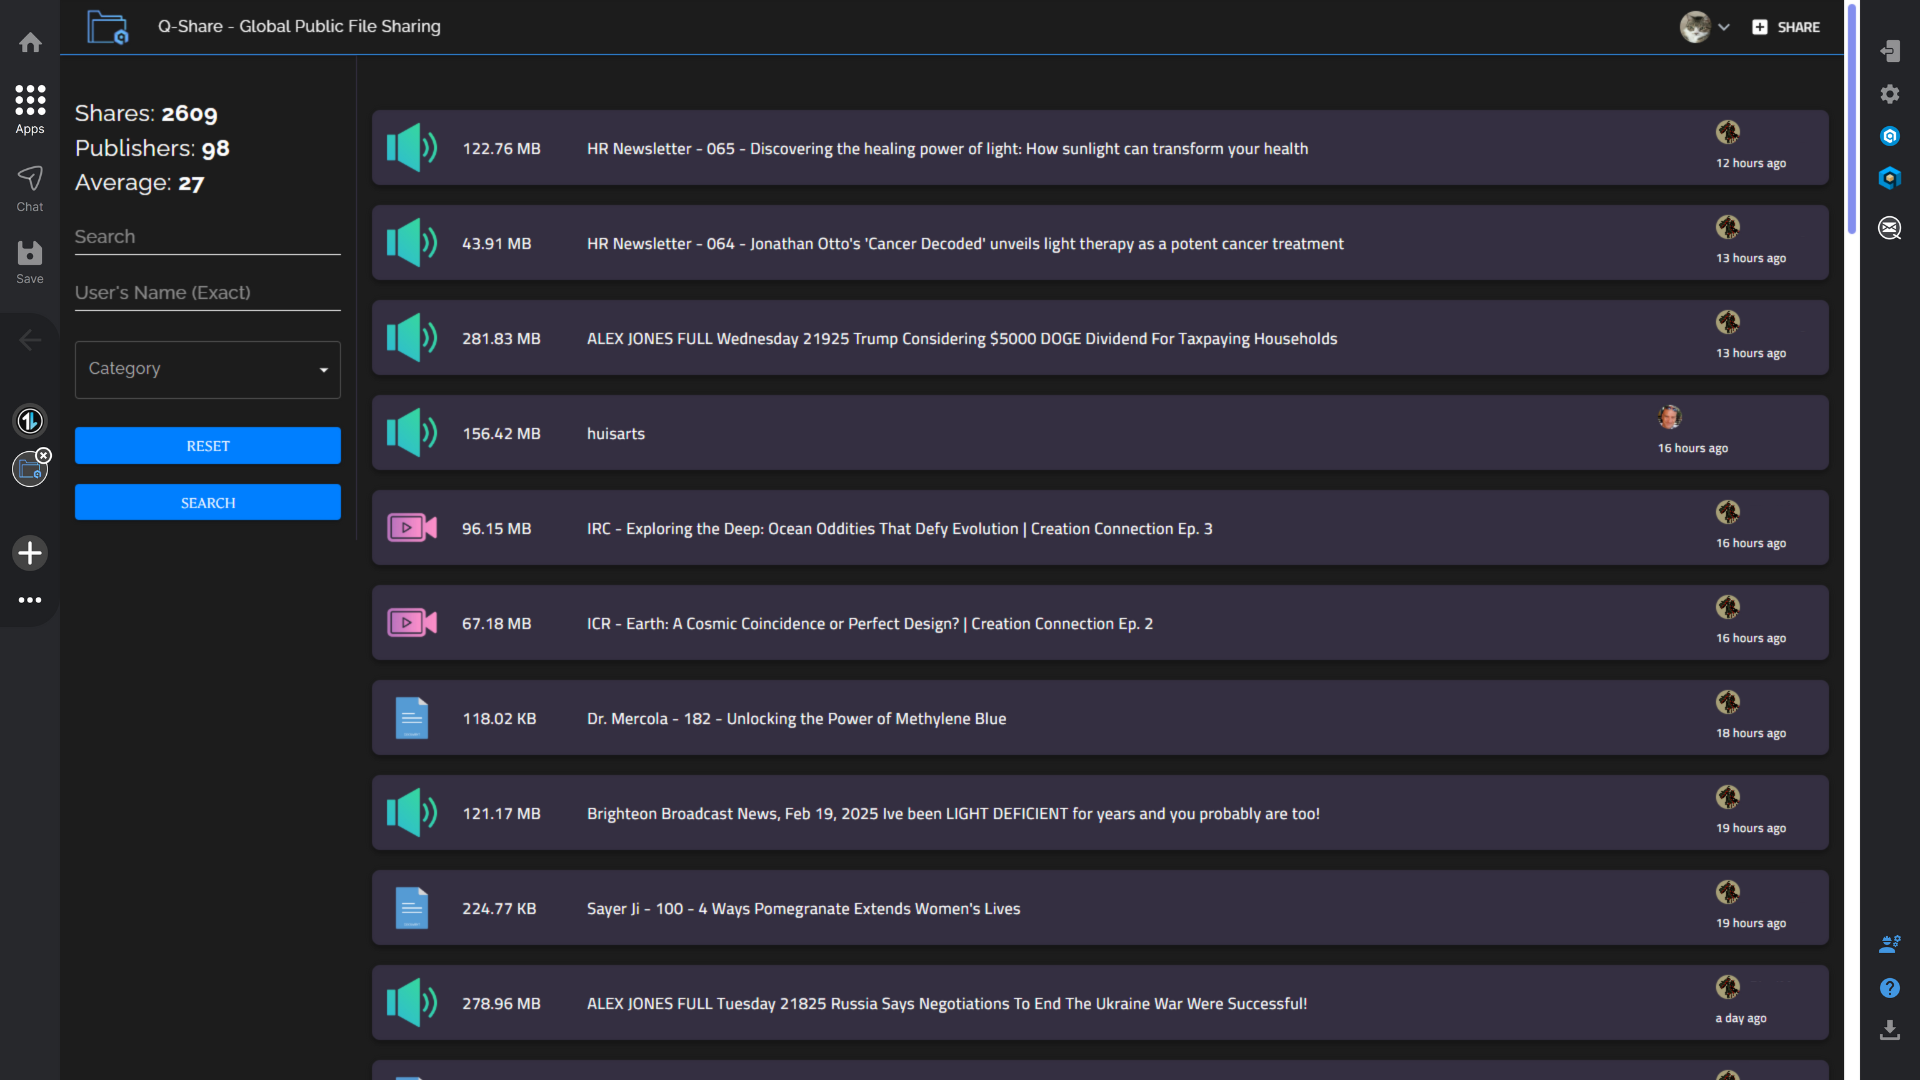 Q-Share - Global Public File Sharing
SHARE
Apps
Chat
Save
Shares: 2609
Publishers: 98
Average: 27
Search
User's Name (Exact)
Category
RESET
SEARCH
122.76 MB HR Newsletter - 065 - Discovering the healing power of light: How sunlight can transform your health
12 hours ago
43.91 MB HR Newsletter - 064 - Jonathan Otto's 'Cancer Decoded' unveils light therapy as a potent cancer treatment
13 hours ago
281.83 MB ALEX JONES FULL Wednesday 21925 Trump Considering $5000 DOGE Dividend For Taxpaying Households
13 hours ago
156.42 MB huisarts
16 hours ago
96.15 MB IRC - Exploring the Deep: Ocean Oddities That Defy Evolution | Creation Connection Ep. 3
16 hours ago
67.18 MB ICR - Earth: A Cosmic Coincidence or Perfect Design? | Creation Connection Ep. 2
16 hours ago
118.02 KB Dr. Mercola - 182 - Unlocking the Power of Methylene Blue
18 hours ago
121.17 MB Brighteon Broadcast News, Feb 19, 2025 Ive been LIGHT DEFICIENT for years and you probably are too!
19 hours ago
224.77 KB Sayer Ji - 100 - 4 Ways Pomegranate Extends Women's Lives
19 hours ago
278.96 MB ALEX JONES FULL Tuesday 21825 Russia Says Negotiations To End The Ukraine War Were Successful!
a day ago